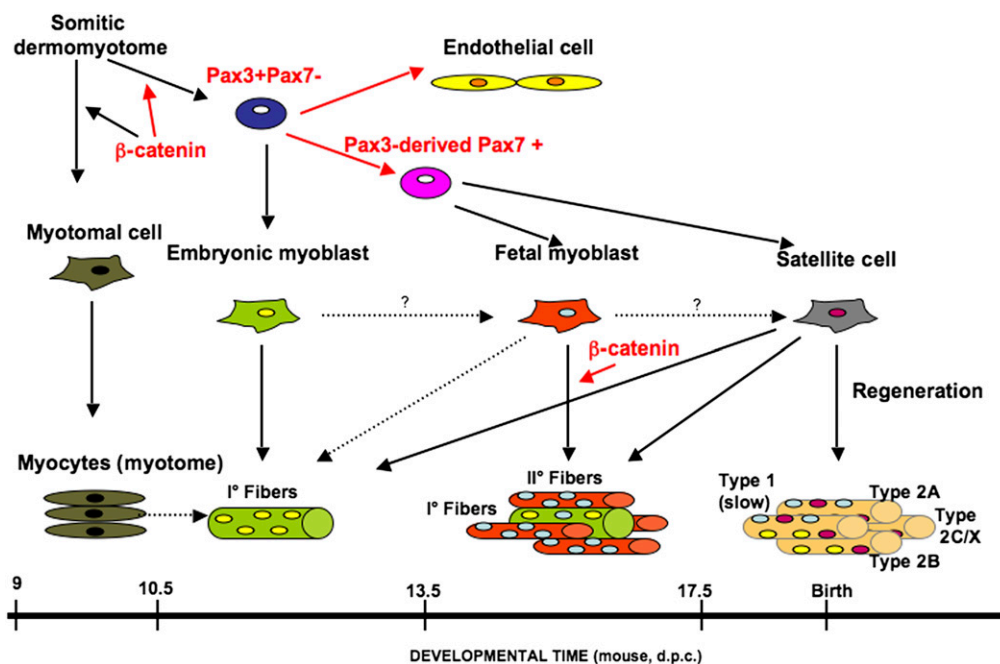 Somitic
dermomyotome
Pax3+Pax7-
Endothelial cell
β-catenin
Pax3-derived Pax7 +
Myotomal cell
Embryonic myoblast
Fetal myoblast
Satellite cell
?
?
β-catenin
Regeneration
Myocytes (myotome)
I° Fibers
I° Fibers
II° Fibers
Type 1
(slow)
Type 2A
Type
2C/X
Type 2B
9
10.5
13.5
17.5
Birth
DEVELOPMENTAL TIME (mouse, d.p.c.)